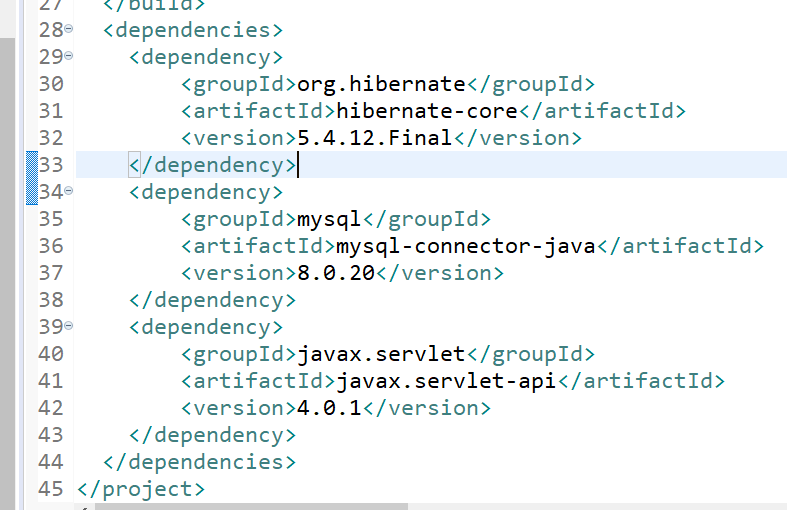 27 </build>
28 <dependencies>
29 <dependency>
30 <groupId>org.hibernate</groupId>
31 <artifactId>hibernate-core</artifactId>
32 <version>5.4.12.Final</version>
33 </dependency>
34 <dependency>
35 <groupId>mysql</groupId>
36 <artifactId>mysql-connector-java</artifactId>
37 <version>8.0.20</version>
38 </dependency>
39 <dependency>
40 <groupId>javax.servlet</groupId>
41 <artifactId>javax.servlet-api</artifactId>
42 <version>4.0.1</version>
43 </dependency>
44 </dependencies>
45 </project>